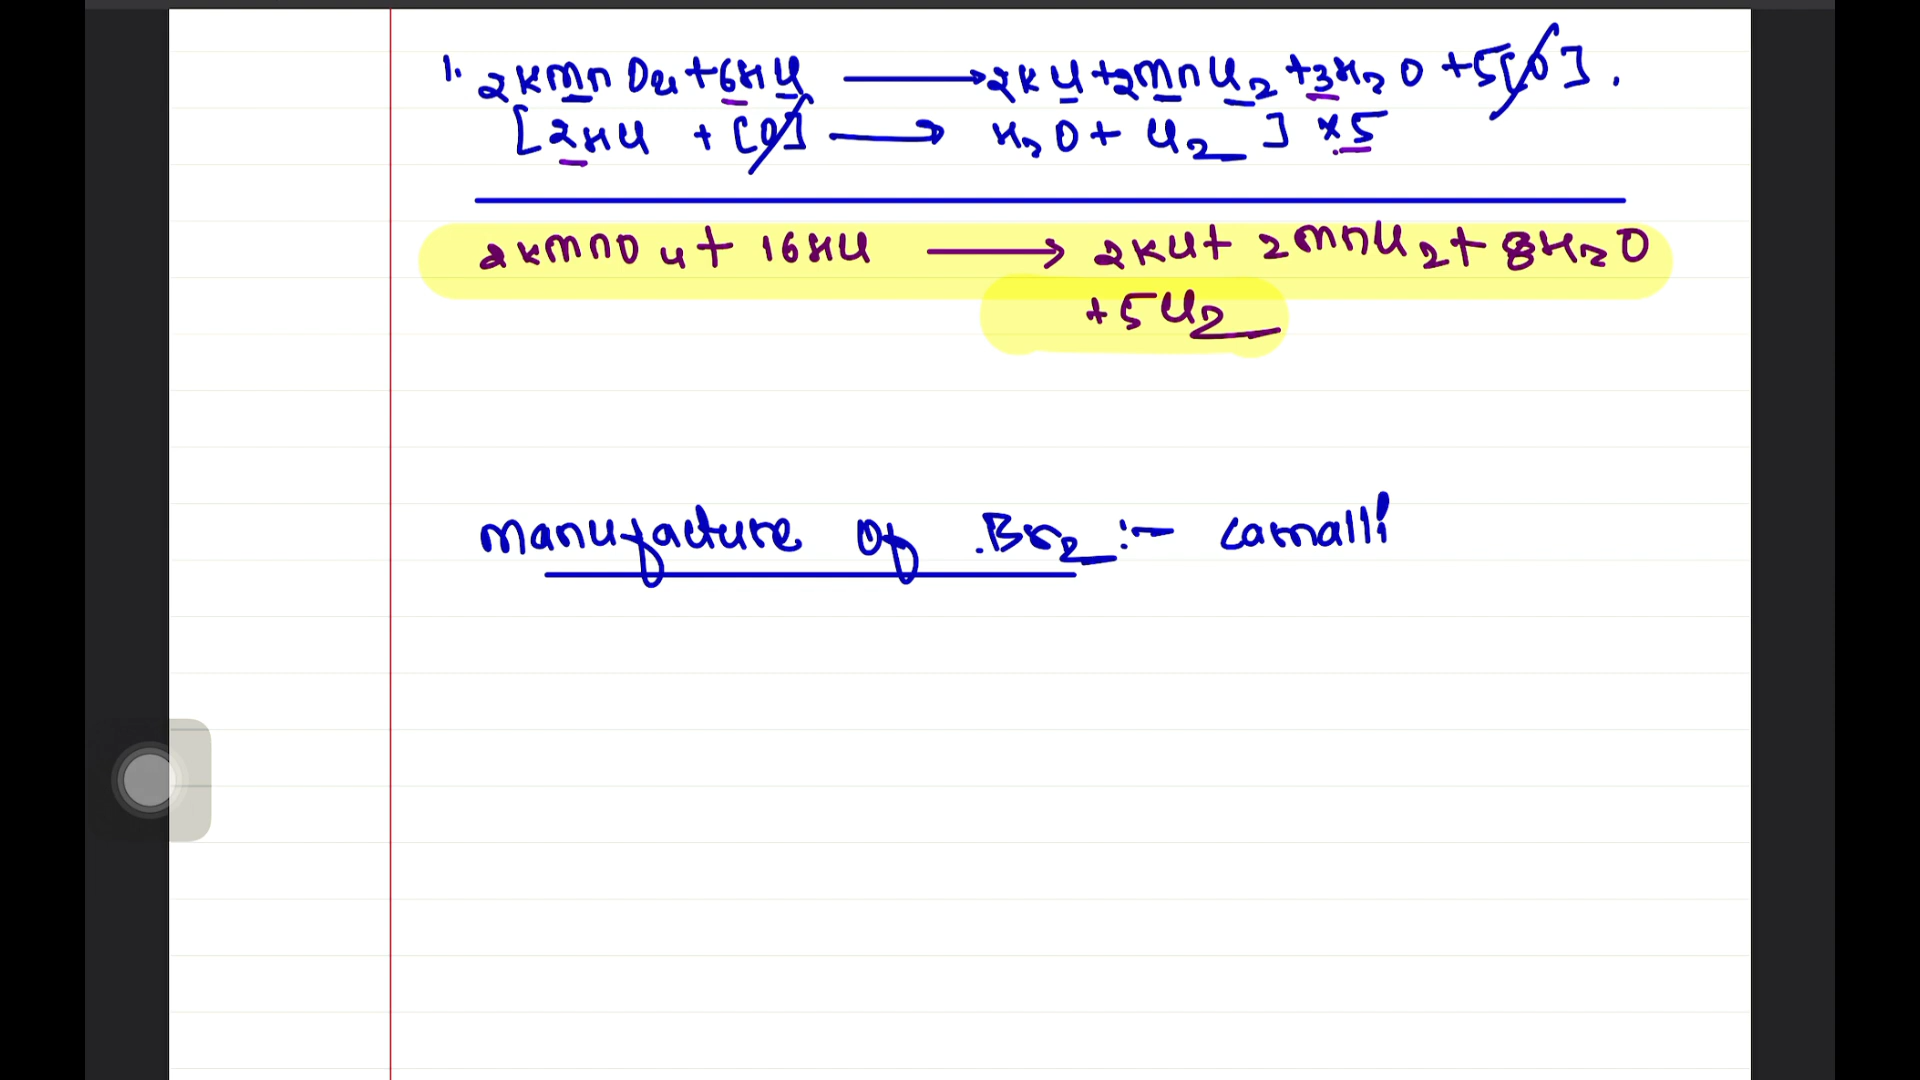 1. 2KMnO4 + 6HCl ⟶ 2KCl + 2MnCl2 + 3H2O + 5[O].
[2HCl + [O] ⟶ H2O + Cl2] × 5
2KMnO4 + 16HCl ⟶ 2KCl + 2MnCl2 + 8H2O
+ 5Cl2
manufacture of Br2 :- carnalli